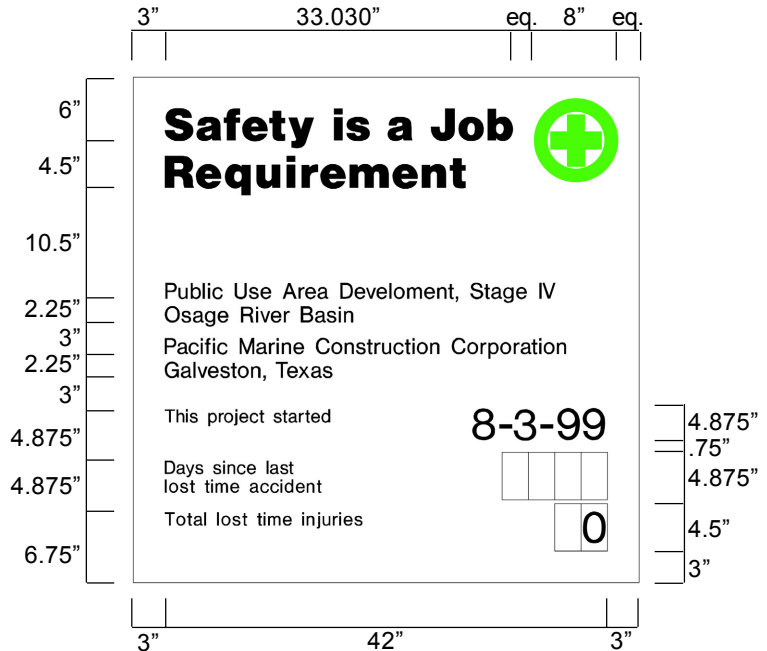 3” 33.030” eq. 8” eq.
6”
4.5”
10.5”
2.25”
3”
2.25”
3”
4.875”
4.875”
6.75”
Safety is a Job
Requirement
Public Use Area Develoment, Stage IV
Osage River Basin
Pacific Marine Construction Corporation
Galveston, Texas
This project started 8-3-99
Days since last
lost time accident
Total lost time injuries 0
4.875”
.75”
4.875”
4.5”
3”
3” 42” 3”